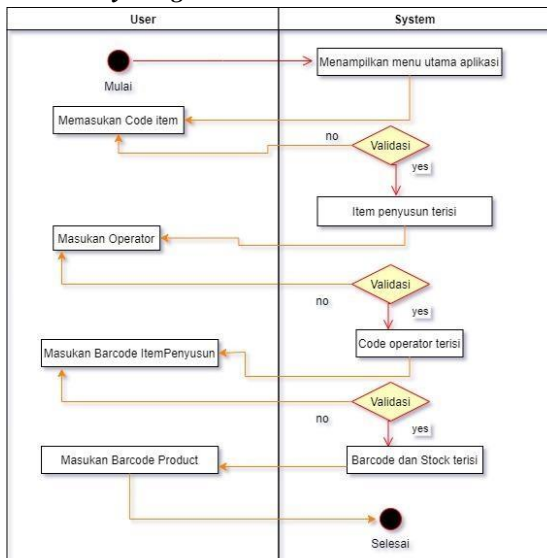 User
System
Menampilkan menu utama aplikasi
Mulai
Memasukan Code item
no
Validasi
yes
Item penyusun terisi
Masukan Operator
Validasi
no
yes
Code operator terisi
Masukan Barcode ItemPenyusun
Validasi
no
yes
Masukan Barcode Product
Barcode dan Stock terisi
Selesai